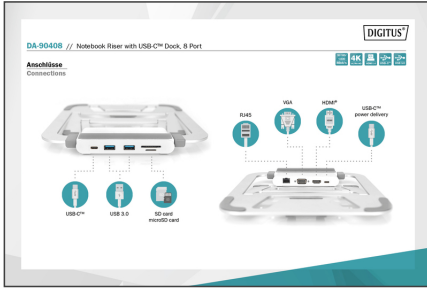 DIGITUS®
DA-90408 // Notebook Riser with USB-C™ Dock, 8 Port
Anschlüsse
Connections
4K
RJ45
VGA
HDMI®
USB-C™
power delivery
USB-C™
USB 3.0
SD card
microSD card